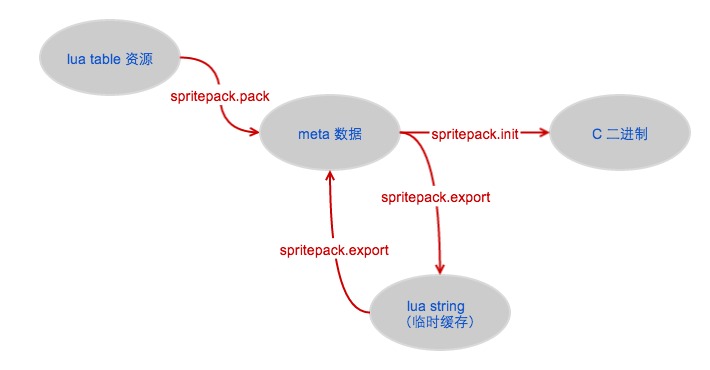 lua table 资源
spritepack.pack
meta 数据
spritepack.init
C 二进制
spritepack.export
spritepack.export
lua string
（临时缓存）